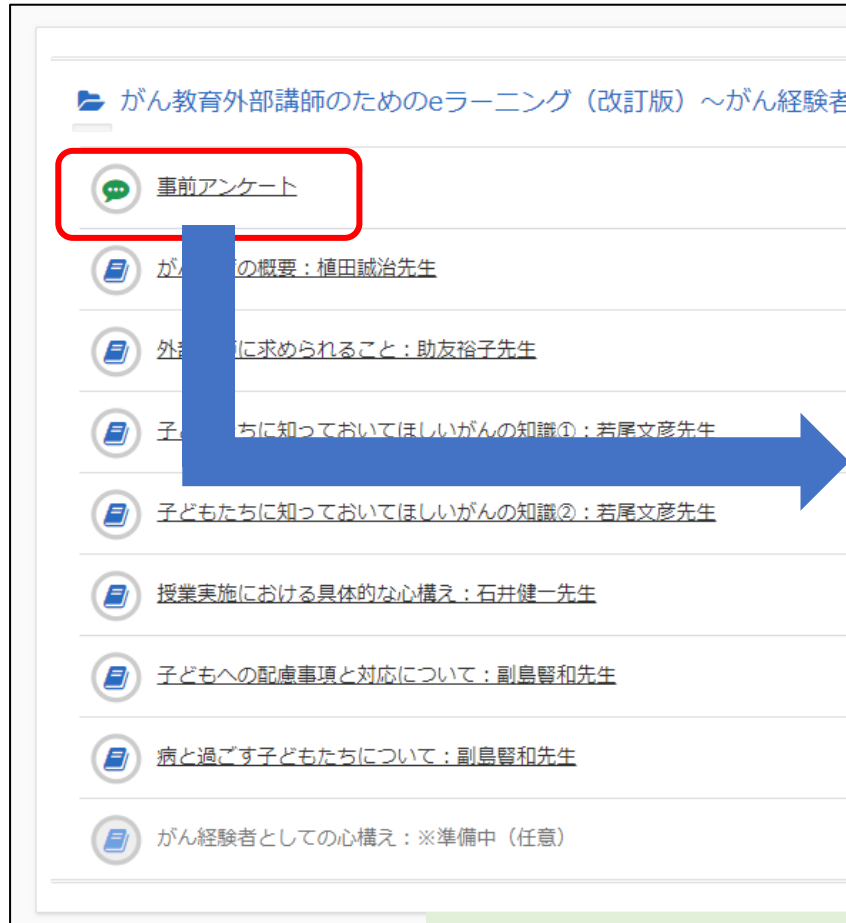 がん教育外部講師のためのeラーニング（改訂版）～がん経験者
事前アンケート
がん の概要：植田誠治先生
外 に求められること：助友裕子先生
子 ちに知っておいてほしいがんの知識①：若尾文彦先生
子どもたちに知っておいてほしいがんの知識②：若尾文彦先生
授業実施における具体的な心構え：石井健一先生
子どもへの配慮事項と対応について：副島賢和先生
病と過ごす子どもたちについて：副島賢和先生
がん経験者としての心構え：※準備中（任意）